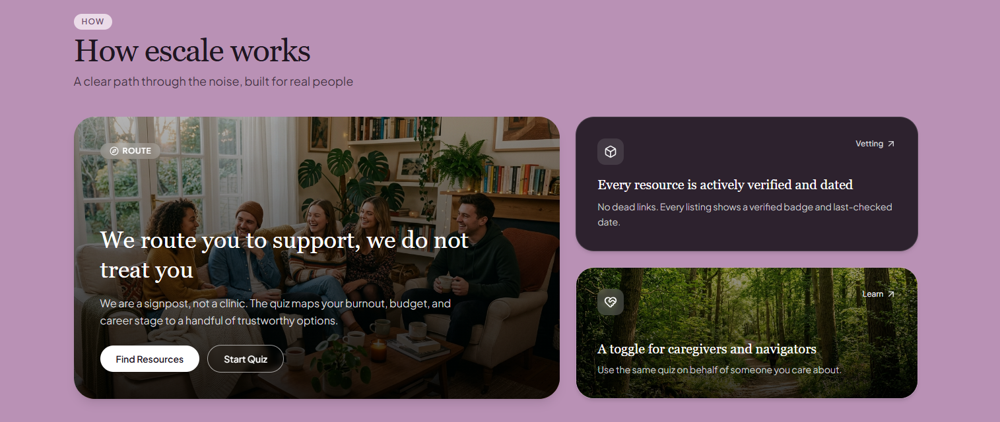 HOW
How escale works
A clear path through the noise, built for real people
ROUTE
We route you to support, we do not
treat you
We are a signpost, not a clinic. The quiz maps your burnout, budget, and
career stage to a handful of trustworthy options.
Find Resources
Start Quiz
Vetting
Every resource is actively verified and dated
No dead links. Every listing shows a verified badge and last-checked
date.
Learn
A toggle for caregivers and navigators
Use the same quiz on behalf of someone you care about.